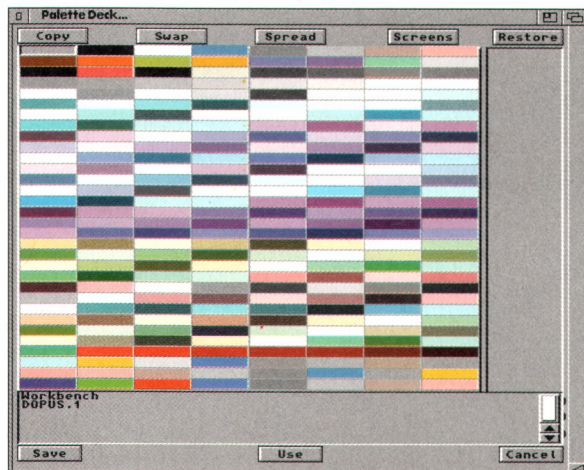 Palette Deck...
Copy Swap Spread Screens Restore
Workbench
DOPUS.1
Save Use Cancel